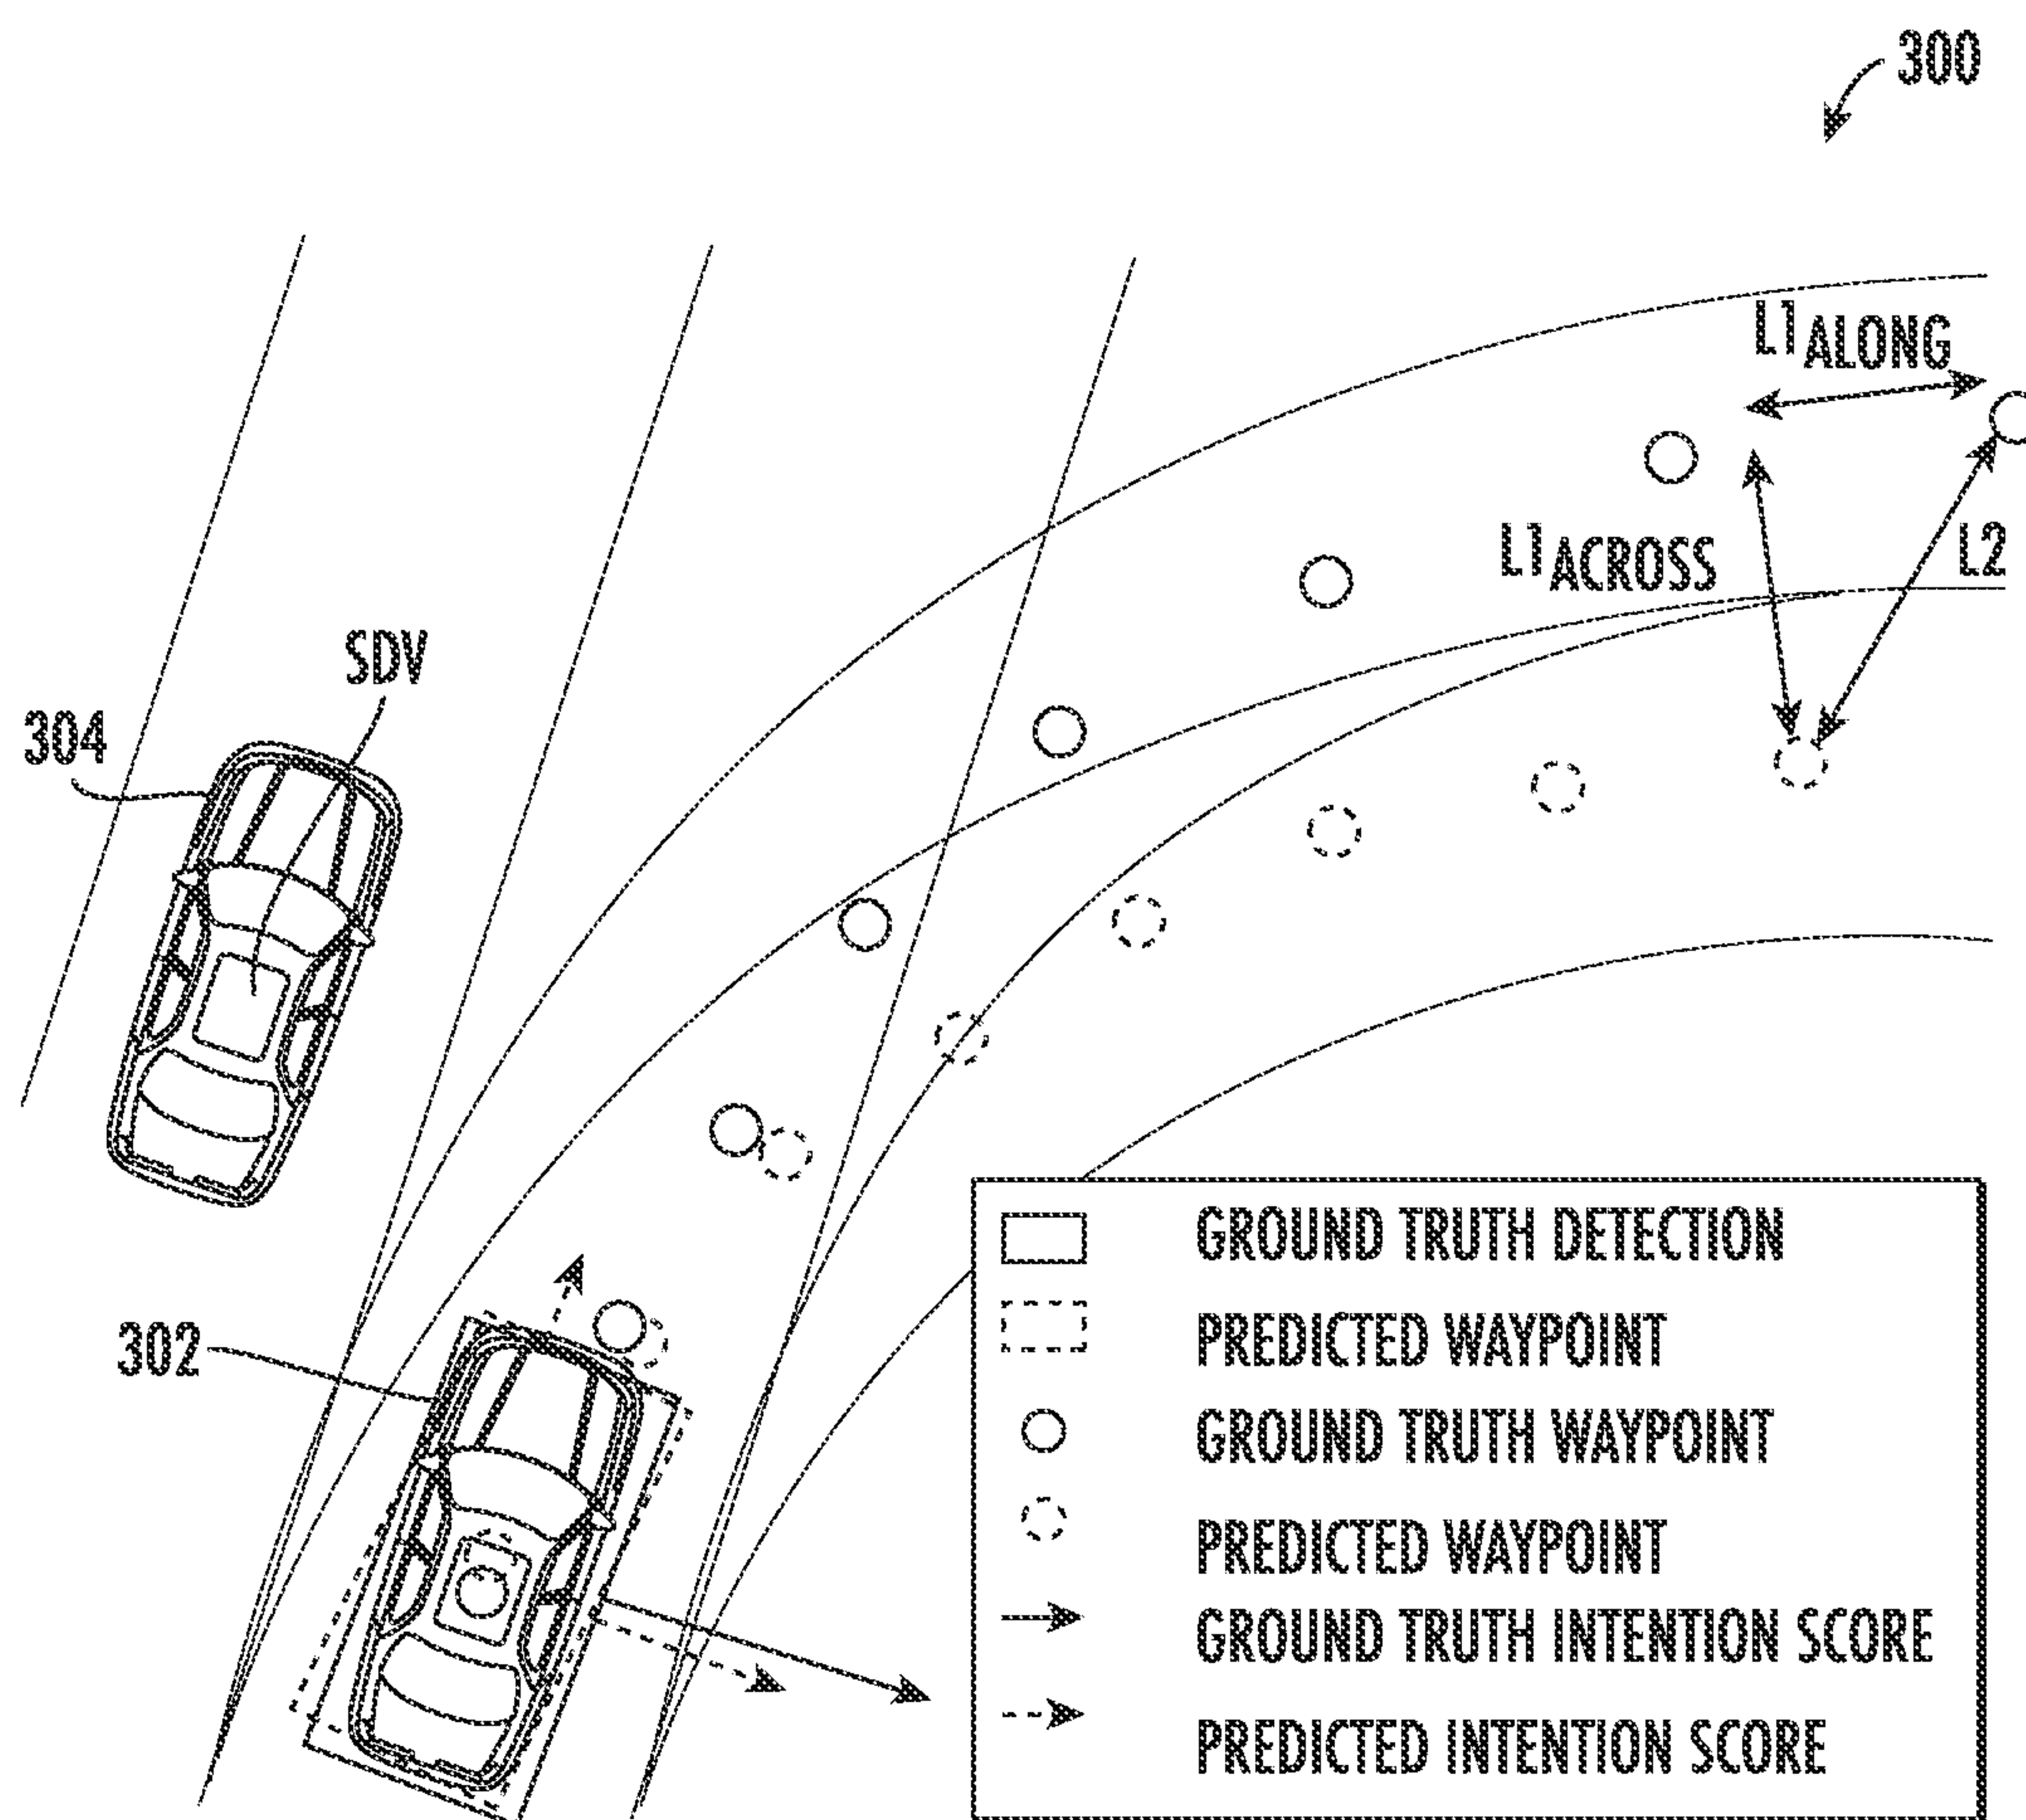 300
L1ALONG
L1ACROSS
L2
SDV
304
302
GROUND TRUTH DETECTION
PREDICTED WAYPOINT
GROUND TRUTH WAYPOINT
PREDICTED WAYPOINT
GROUND TRUTH INTENTION SCORE
PREDICTED INTENTION SCORE